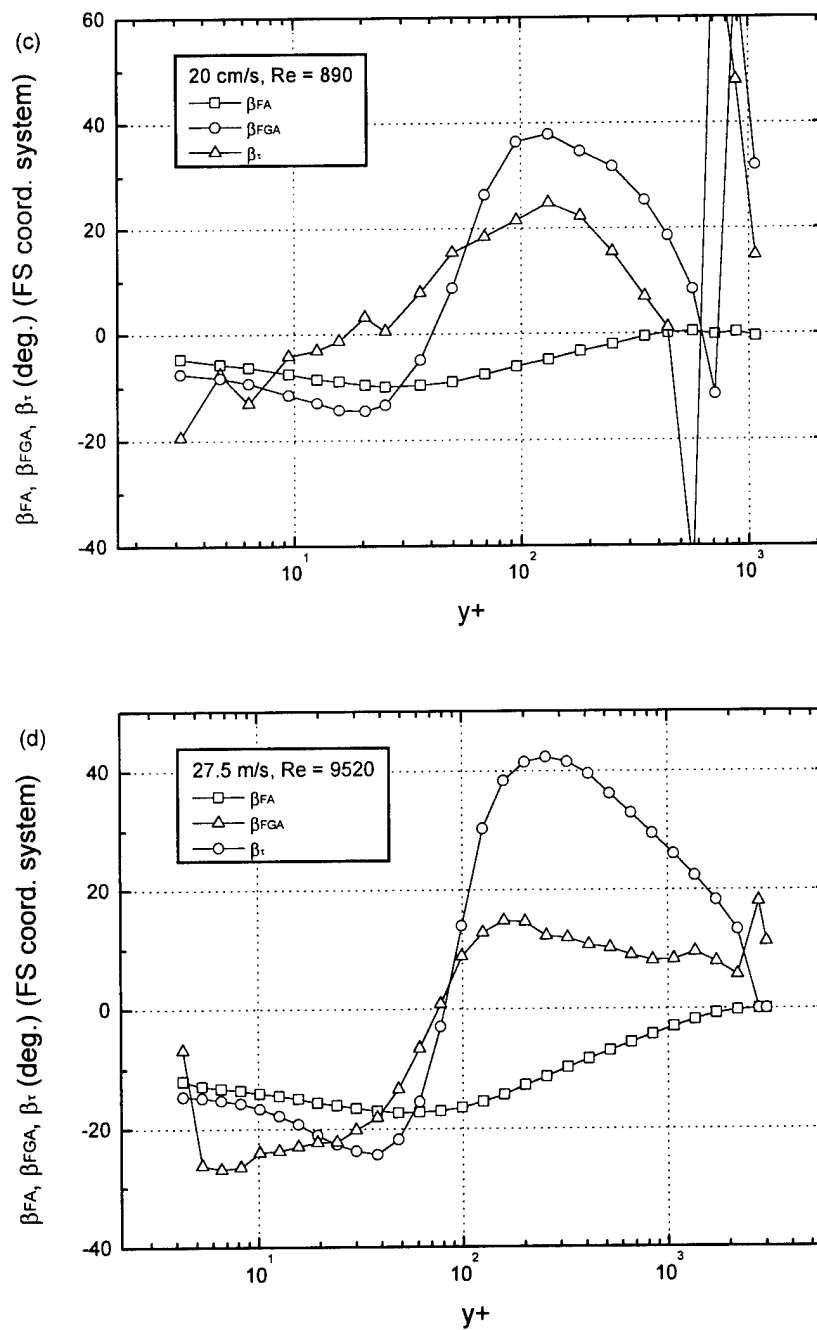 (c)
60
40
20
0
-20
-40
βFA, βFGA, βτ (deg.) (FS coord. system)
20 cm/s, Re = 890
βFA
βFGA
βτ
10¹
10²
10³
y+
(d)
40
20
0
-20
-40
βFA, βFGA, βτ (deg.) (FS coord. system)
27.5 m/s, Re = 9520
βFA
βFGA
βτ
10¹
10²
10³
y+